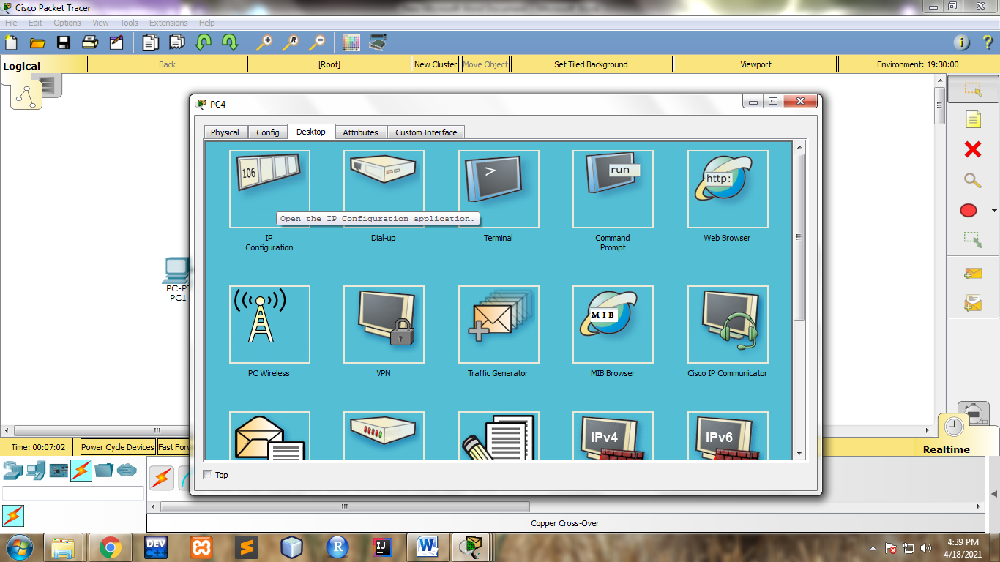 Cisco Packet Tracer
File Edit Options View Tools Extensions Help
Logical
Back
[Root]
New Cluster
Move Object
Set Tiled Background
Viewport
Environment: 19:30:00
PC4
Physical
Config
Desktop
Attributes
Custom Interface
106
>
run
http:
Open the IP Configuration application.
IP
Configuration
Dial-up
Terminal
Command
Prompt
Web Browser
PC-PT
PC1
MIB
PC Wireless
VPN
Traffic Generator
MIB Browser
Cisco IP Communicator
IPv4
IPv6
Top
Time: 00:07:02
Power Cycle Devices
Fast For
Realtime
Copper Cross-Over
DEV
C++
R
IJ
W
4:39 PM
4/18/2021